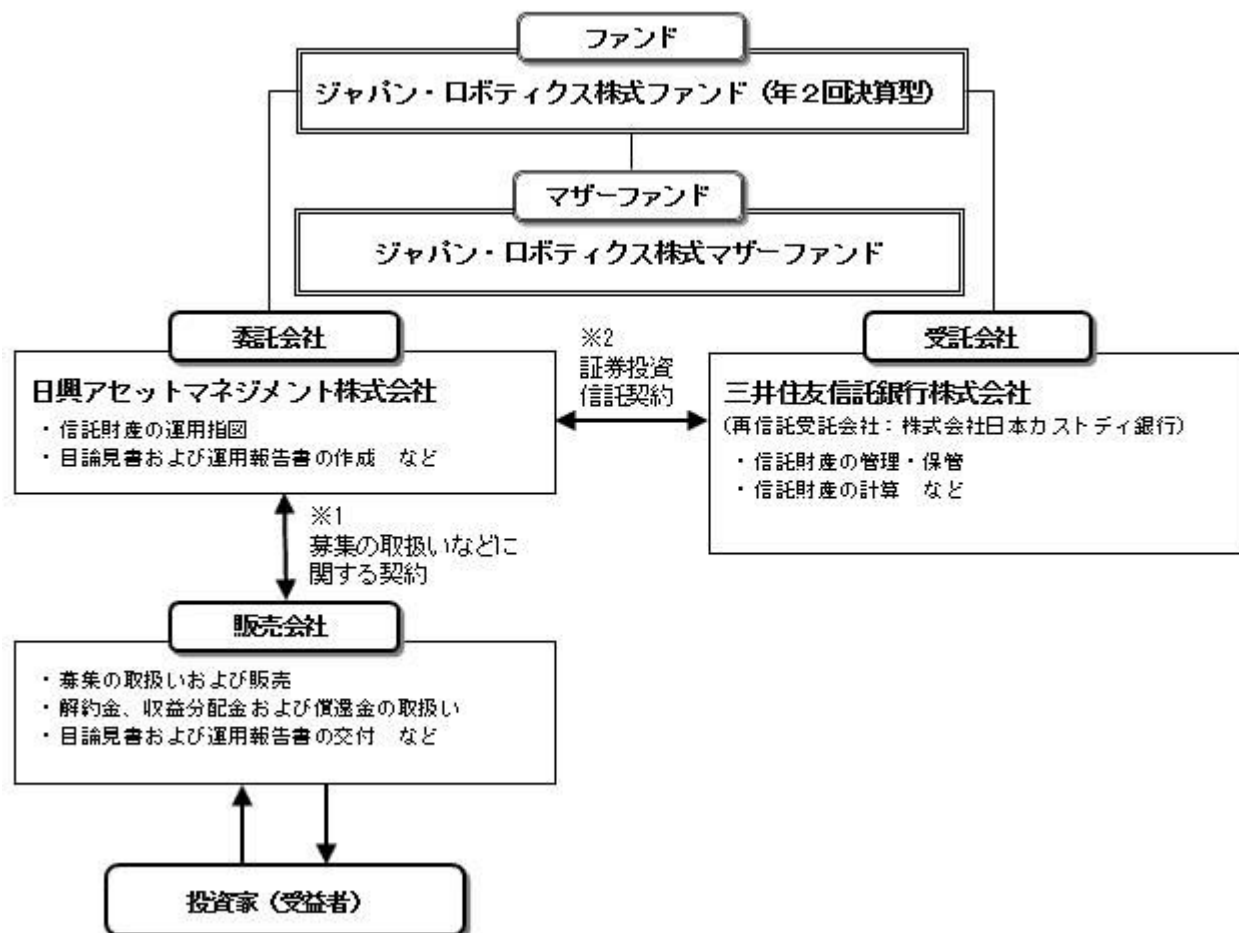 ファンド
ジャパン・ロボティクス株式ファンド（年２回決算型）
マザーファンド
ジャパン・ロボティクス株式マザーファンド
委託会社
日興アセットマネジメント株式会社
・信託財産の運用指図
・目論見書および運用報告書の作成　など
※2
証券投資
信託契約
受託会社
三井住友信託銀行株式会社
(再信託受託会社：株式会社日本カストディ銀行)
・信託財産の管理・保管
・信託財産の計算　など
※1
募集の取扱いなどに
関する契約
販売会社
・募集の取扱いおよび販売
・解約金、収益分配金および償還金の取扱い
・目論見書および運用報告書の交付　など
投資家（受益者）